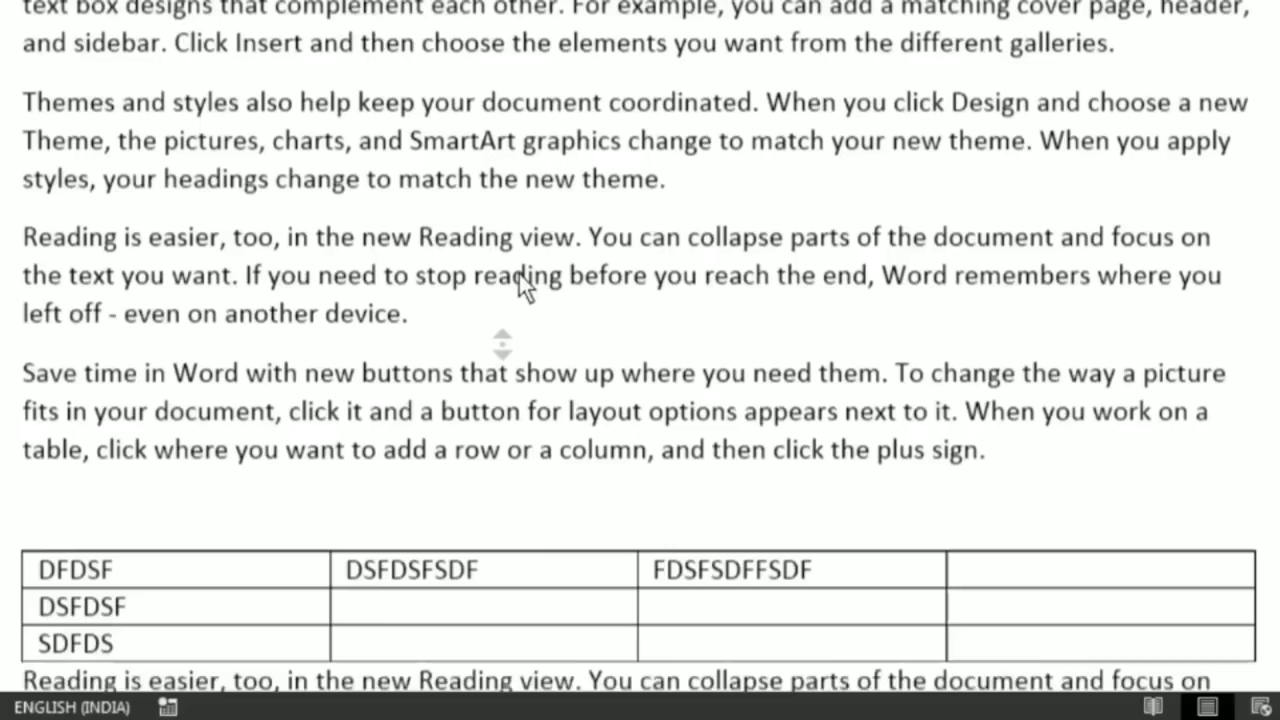 text box designs that complement each other. For example, you can add a matching cover page, header,
and sidebar. Click Insert and then choose the elements you want from the different galleries.
Themes and styles also help keep your document coordinated. When you click Design and choose a new
Theme, the pictures, charts, and SmartArt graphics change to match your new theme. When you apply
styles, your headings change to match the new theme.
Reading is easier, too, in the new Reading view. You can collapse parts of the document and focus on
the text you want. If you need to stop reading before you reach the end, Word remembers where you
left off - even on another device.
Save time in Word with new buttons that show up where you need them. To change the way a picture
fits in your document, click it and a button for layout options appears next to it. When you work on a
table, click where you want to add a row or a column, and then click the plus sign.
DFDSF DSFDSFSDF FDSFSDFFSDF
DSFDSF
SDFDS
Reading is easier, too, in the new Reading view. You can collapse parts of the document and focus on
ENGLISH (INDIA)